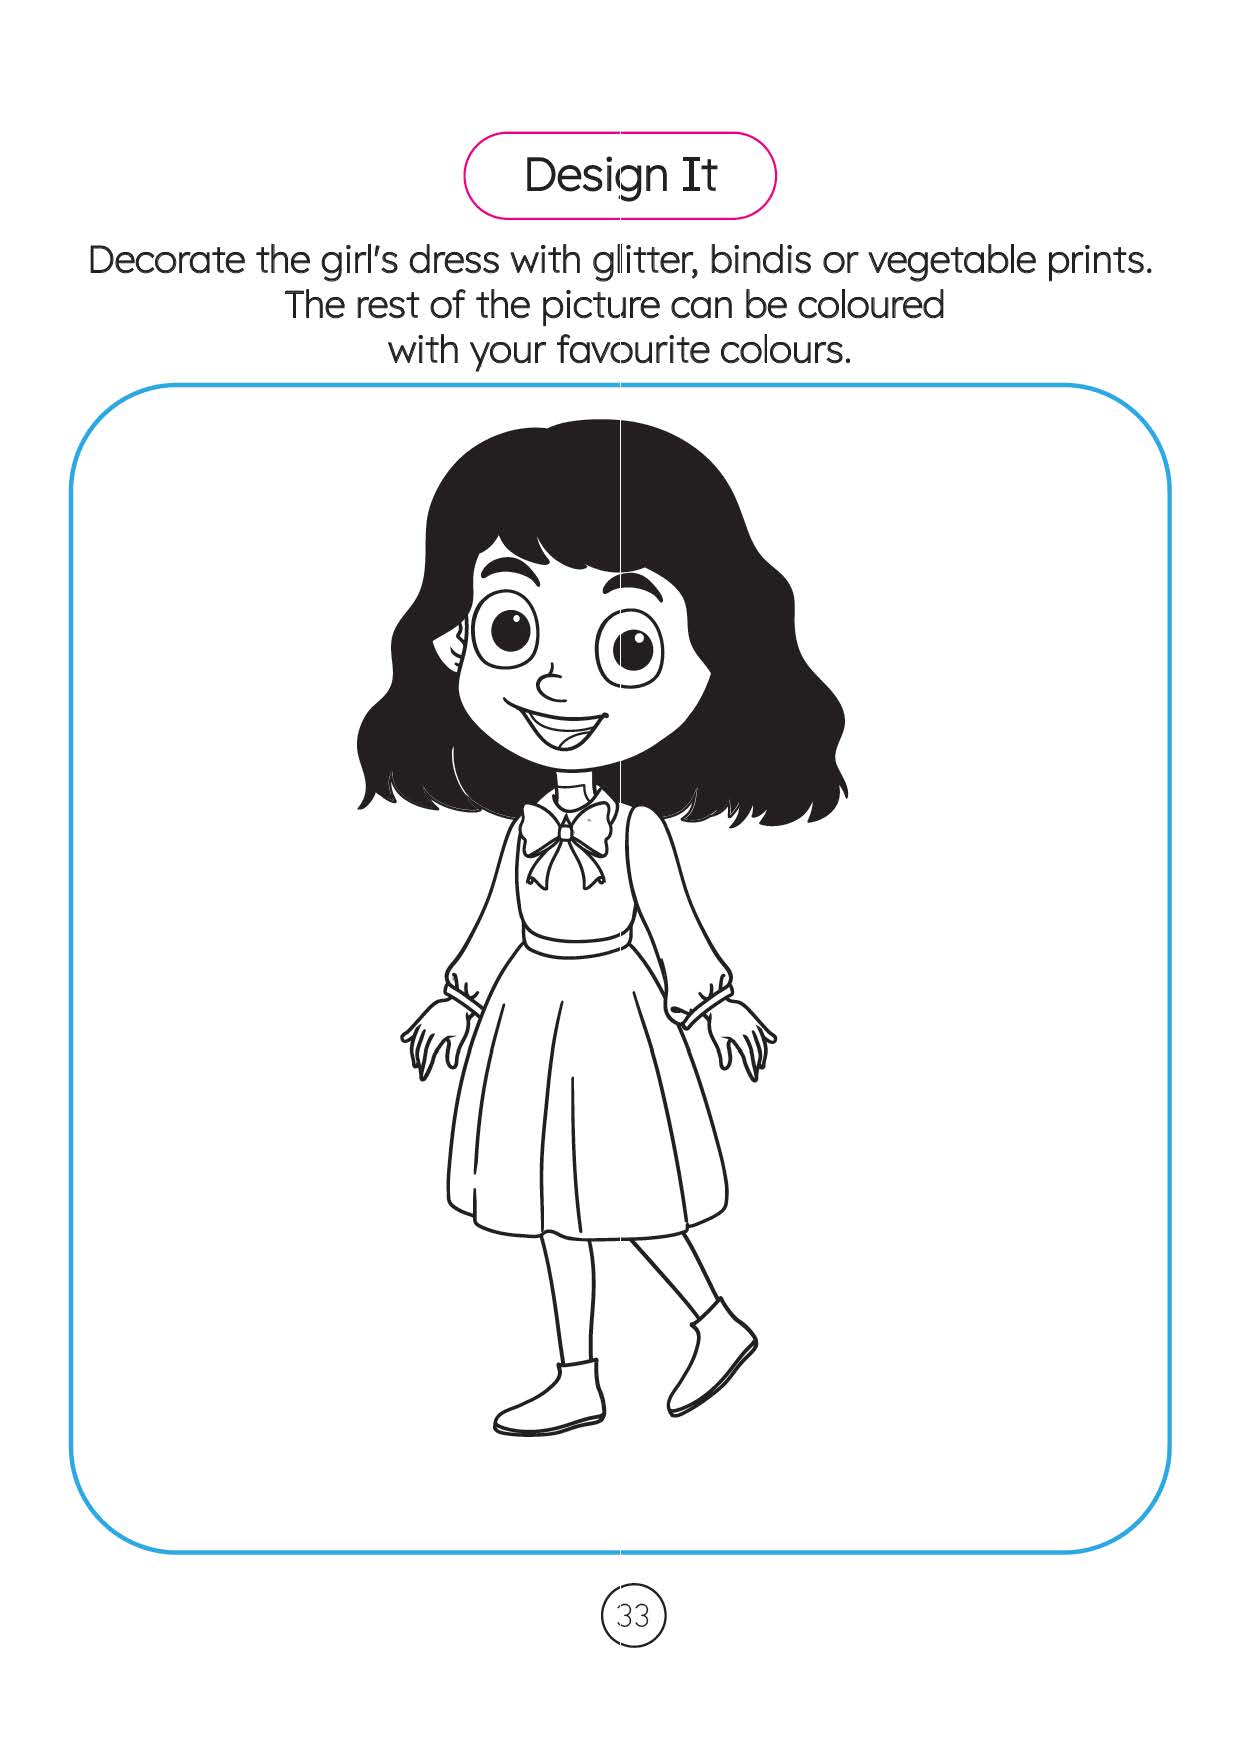 Design It
Decorate the girl's dress with glitter, bindis or vegetable prints.
The rest of the picture can be coloured
with your favourite colours.
33